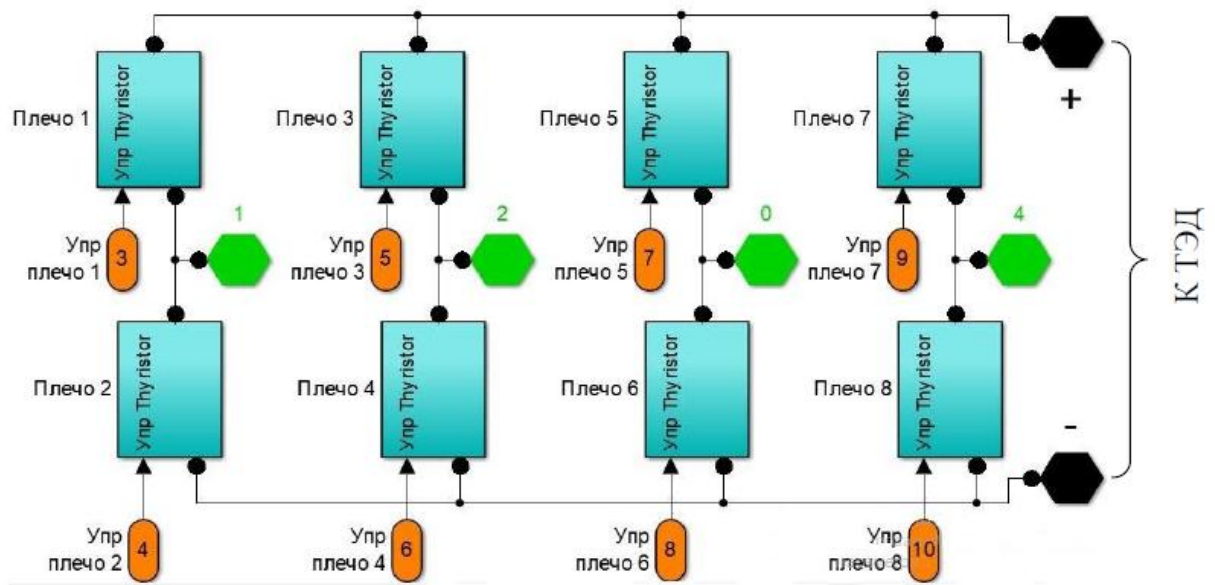 Плечо 1
Упр Thyristor
Плечо 3
Упр Thyristor
Плечо 5
Упр Thyristor
Плечо 7
Упр Thyristor
+
1
2
0
4
Упр
плечо 1
3
Упр
плечо 3
5
Упр
плечо 5
7
Упр
плечо 7
9
К ТЭД
Плечо 2
Упр Thyristor
Плечо 4
Упр Thyristor
Плечо 6
Упр Thyristor
Плечо 8
Упр Thyristor
-
Упр
плечо 2
4
Упр
плечо 4
6
Упр
плечо 6
8
Упр
плечо 8
10